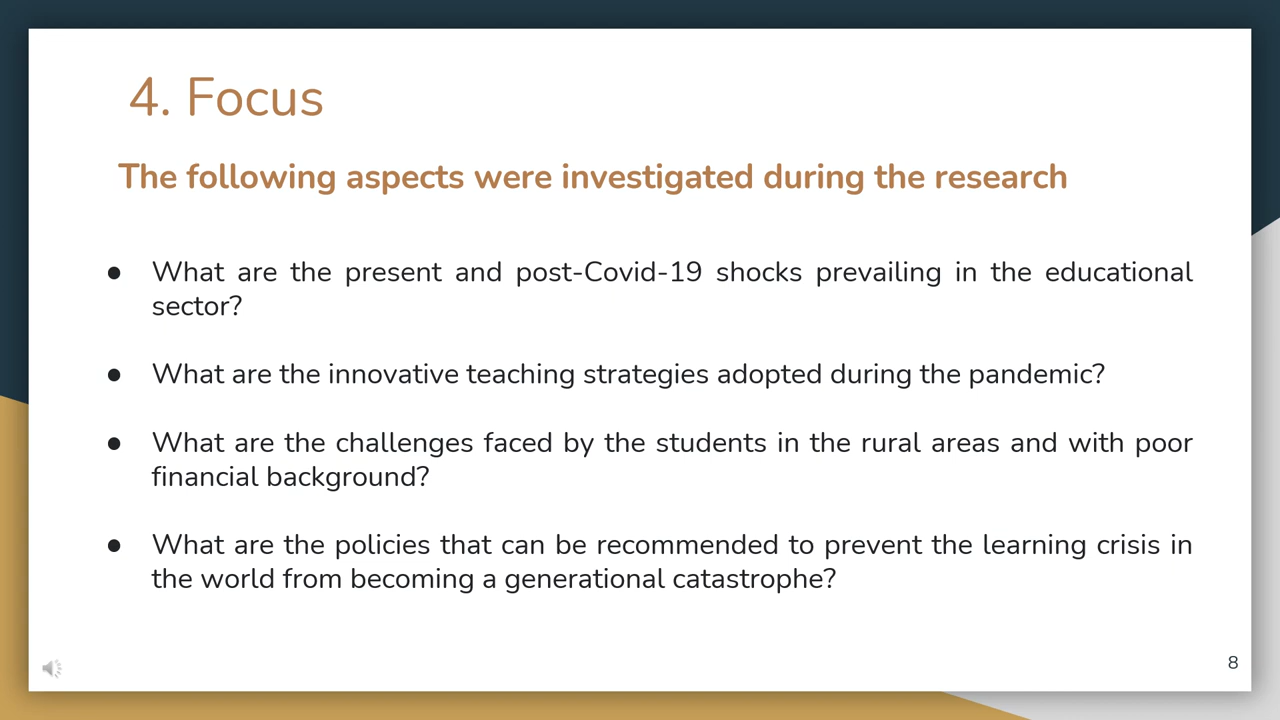 4. Focus
The following aspects were investigated during the research
● What are the present and post-Covid-19 shocks prevailing in the educational
sector?
● What are the innovative teaching strategies adopted during the pandemic?
● What are the challenges faced by the students in the rural areas and with poor
financial background?
● What are the policies that can be recommended to prevent the learning crisis in
the world from becoming a generational catastrophe?
8